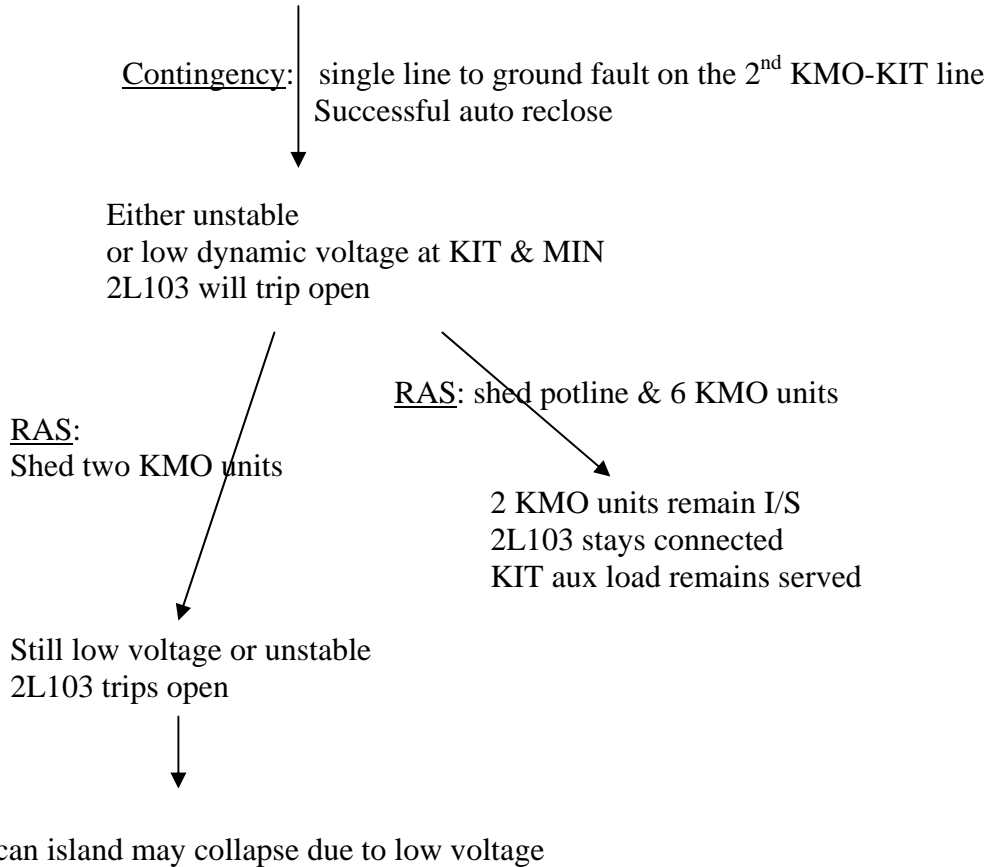 Contingency: single line to ground fault on the 2nd KMO-KIT line
Successful auto reclose
Either unstable
or low dynamic voltage at KIT & MIN
2L103 will trip open
RAS: shed potline & 6 KMO units
RAS:
Shed two KMO units
2 KMO units remain I/S
2L103 stays connected
KIT aux load remains served
Still low voltage or unstable
2L103 trips open
can island may collapse due to low voltage